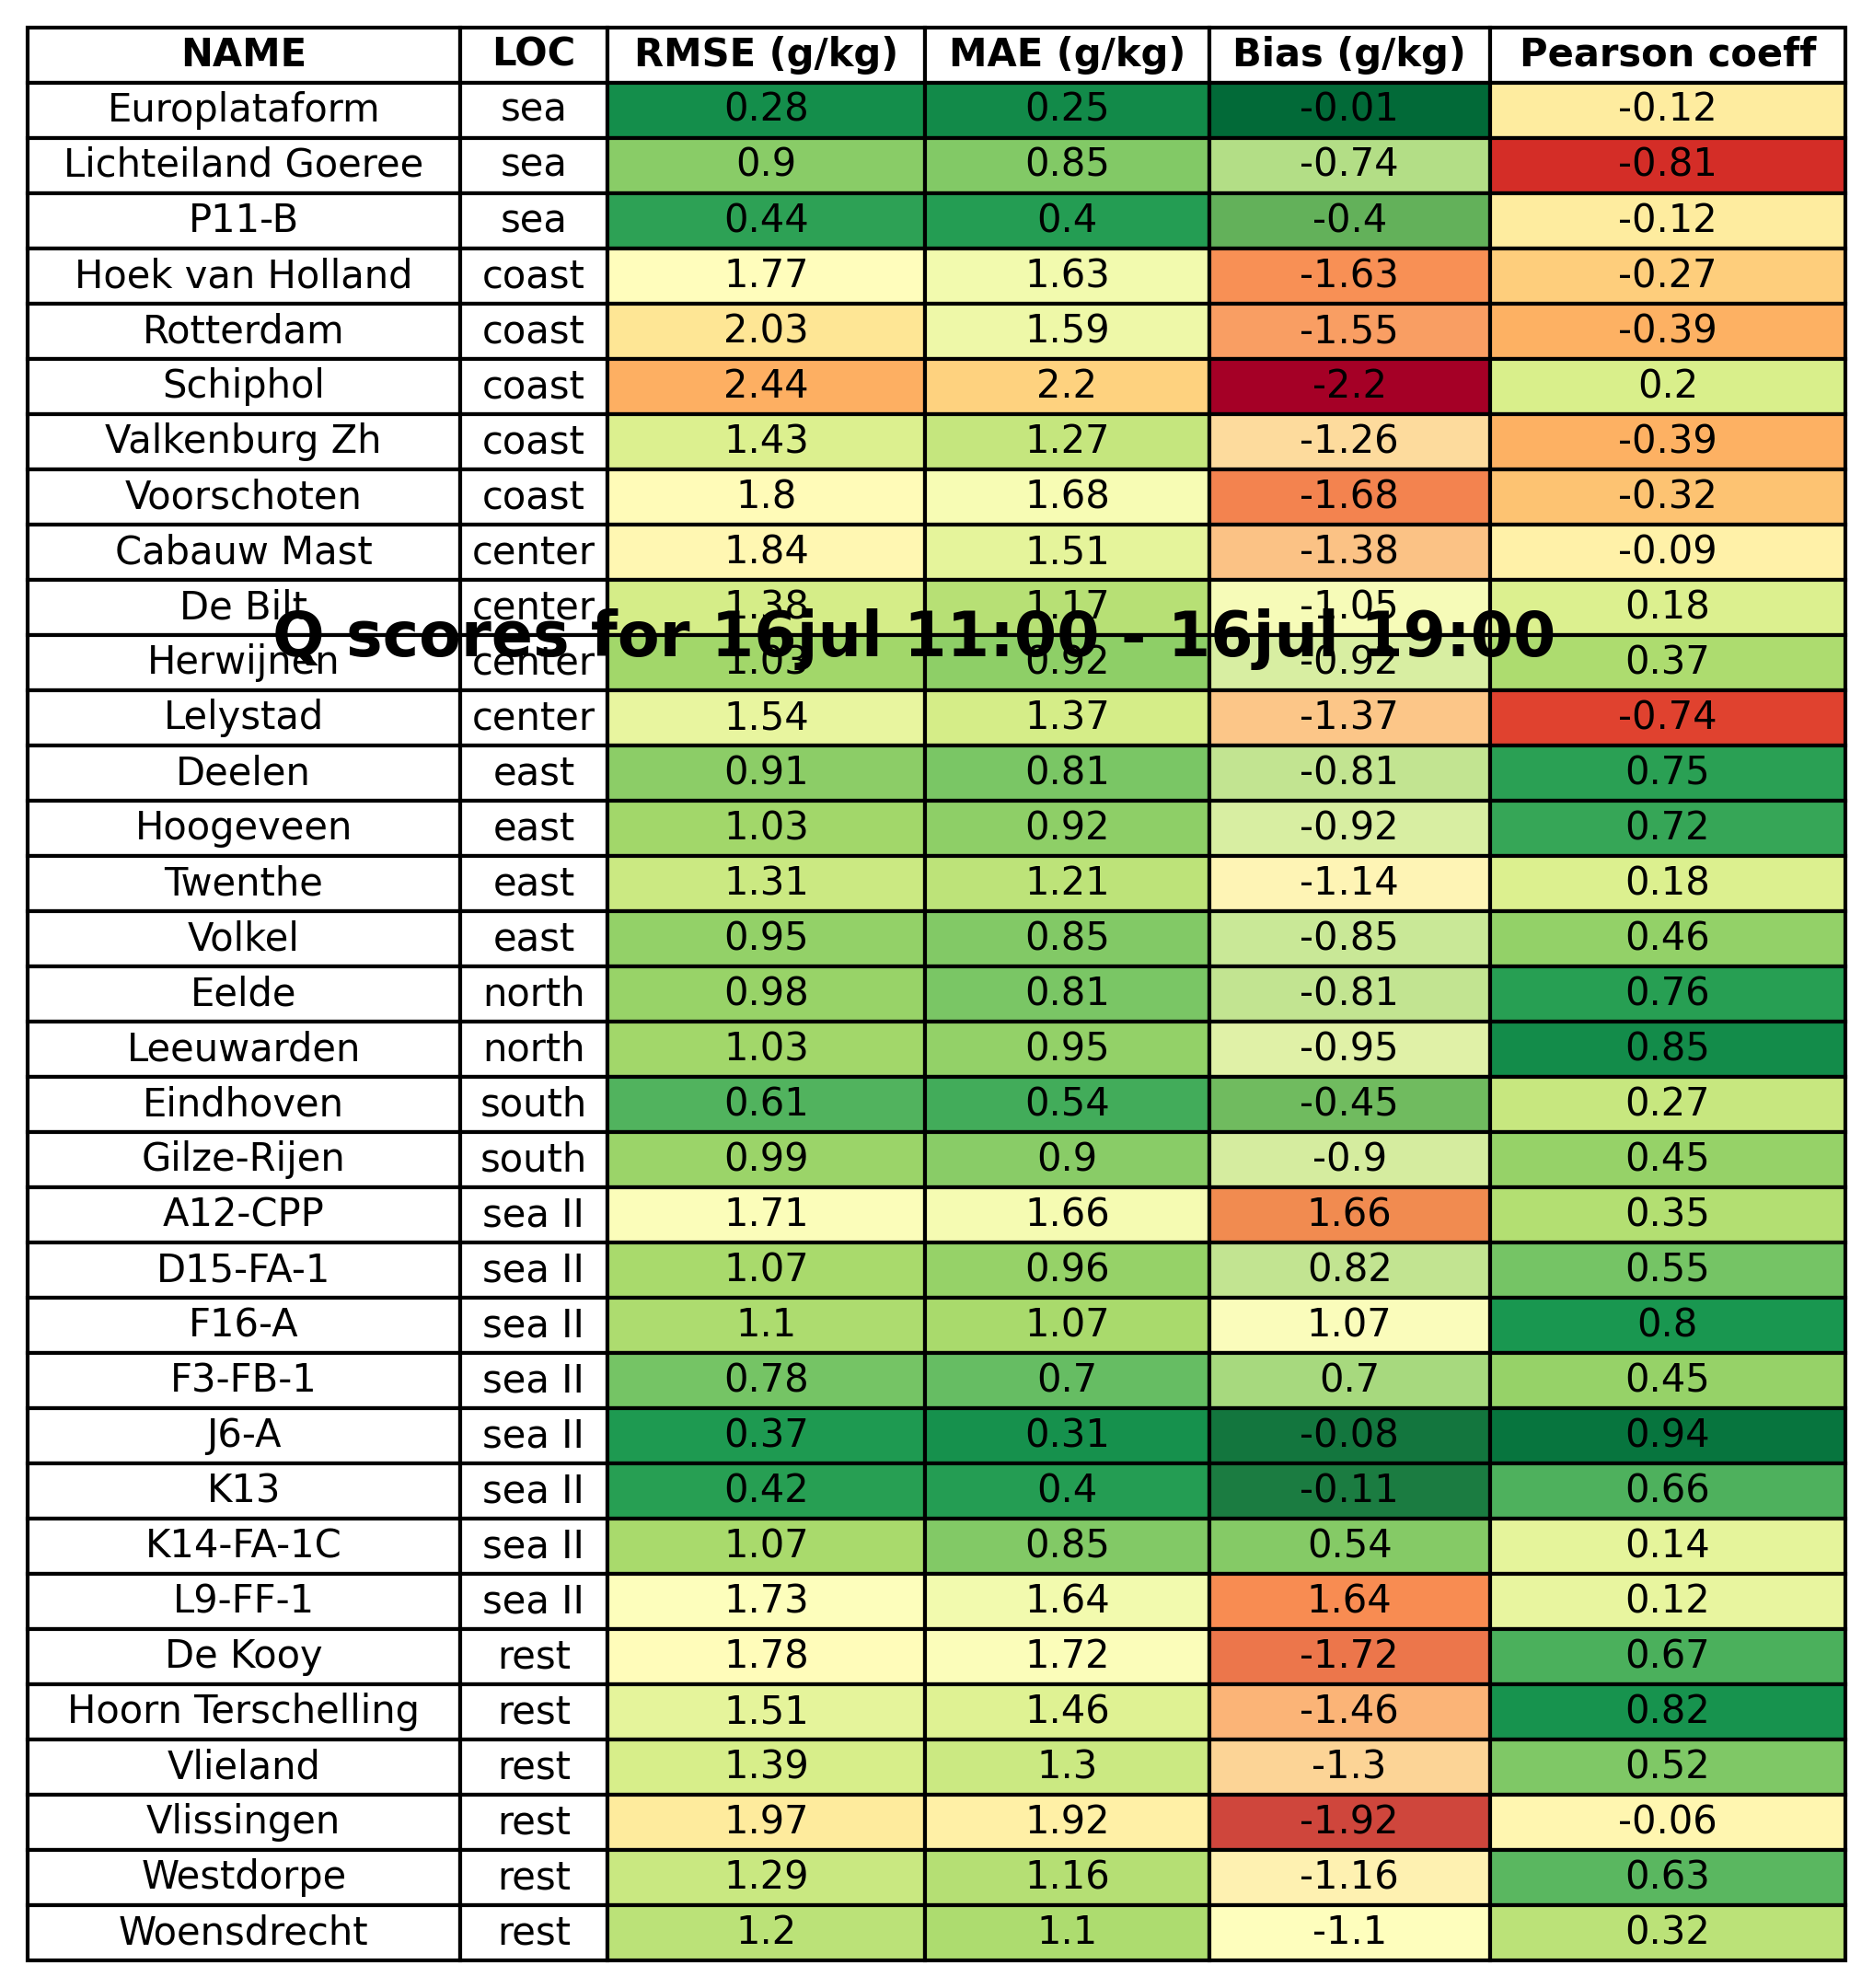 NAME LOC RMSE (g/kg) MAE (g/kg) Bias (g/kg) Pearson coeff
Europlataform sea 0.28 0.25 -0.01 -0.12
Lichteiland Goeree sea 0.9 0.85 -0.74 -0.81
P11-B sea 0.44 0.4 -0.4 -0.12
Hoek van Holland coast 1.77 1.63 -1.63 -0.27
Rotterdam coast 2.03 1.59 -1.55 -0.39
Schiphol coast 2.44 2.2 -2.2 0.2
Valkenburg Zh coast 1.43 1.27 -1.26 -0.39
Voorschoten coast 1.8 1.68 -1.68 -0.32
Cabauw Mast center 1.84 1.51 -1.38 -0.09
De Bilt center 1.38 1.17 -1.05 0.18
Q scores for 16jul 11:00 - 16jul 19:00
Herwijnen center 1.03 0.92 -0.92 0.37
Lelystad center 1.54 1.37 -1.37 -0.74
Deelen east 0.91 0.81 -0.81 0.75
Hoogeveen east 1.03 0.92 -0.92 0.72
Twenthe east 1.31 1.21 -1.14 0.18
Volkel east 0.95 0.85 -0.85 0.46
Eelde north 0.98 0.81 -0.81 0.76
Leeuwarden north 1.03 0.95 -0.95 0.85
Eindhoven south 0.61 0.54 -0.45 0.27
Gilze-Rijen south 0.99 0.9 -0.9 0.45
A12-CPP sea II 1.71 1.66 1.66 0.35
D15-FA-1 sea II 1.07 0.96 0.82 0.55
F16-A sea II 1.1 1.07 1.07 0.8
F3-FB-1 sea II 0.78 0.7 0.7 0.45
J6-A sea II 0.37 0.31 -0.08 0.94
K13 sea II 0.42 0.4 -0.11 0.66
K14-FA-1C sea II 1.07 0.85 0.54 0.14
L9-FF-1 sea II 1.73 1.64 1.64 0.12
De Kooy rest 1.78 1.72 -1.72 0.67
Hoorn Terschelling rest 1.51 1.46 -1.46 0.82
Vlieland rest 1.39 1.3 -1.3 0.52
Vlissingen rest 1.97 1.92 -1.92 -0.06
Westdorpe rest 1.29 1.16 -1.16 0.63
Woensdrecht rest 1.2 1.1 -1.1 0.32